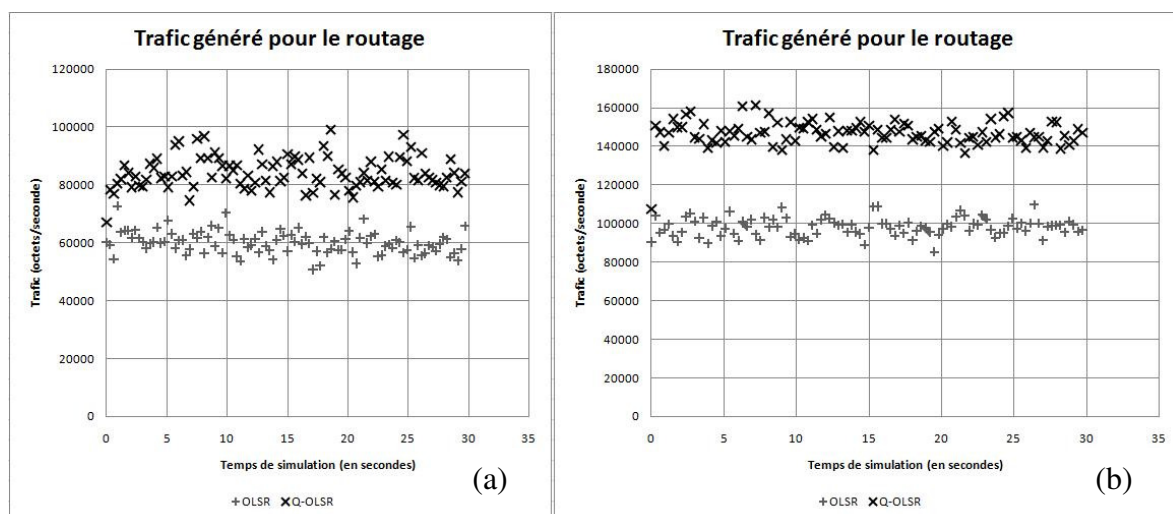 Trafic généré pour le routage
120000
100000
80000
60000
40000
20000
0
Trafic (octets/seconde)
0 5 10 15 20 25 30 35
Temps de simulation (en secondes)
(a)
+OLSR ×Q-OLSR
Trafic généré pour le routage
180000
160000
140000
120000
100000
80000
60000
40000
20000
0
Trafic (octets/seconde)
0 5 10 15 20 25 30 35
Temps de simulation (en secondes)
(b)
+OLSR ×Q-OLSR